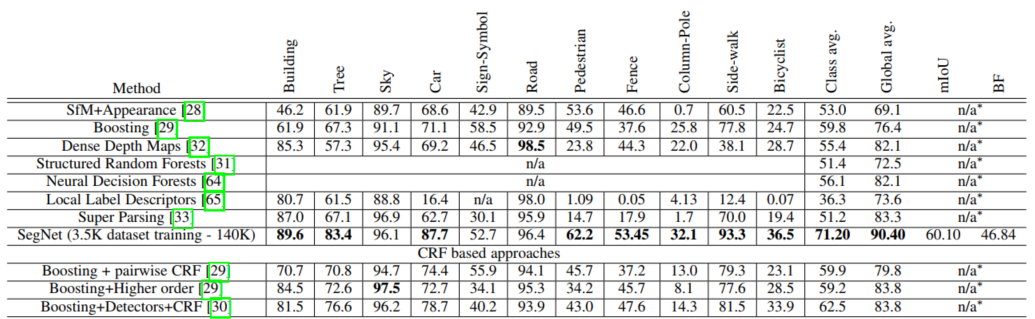 Method Building Tree Sky Car Sign-Symbol Road Pedestrian Fence Column-Pole Side-walk Bicyclist Class avg. Global avg. mIoU BF
SfM+Appearance [28] 46.2 61.9 89.7 68.6 42.9 89.5 53.6 46.6 0.7 60.5 22.5 53.0 69.1 n/a*
Boosting [29] 61.9 67.3 91.1 71.1 58.5 92.9 49.5 37.6 25.8 77.8 24.7 59.8 76.4 n/a*
Dense Depth Maps [32] 85.3 57.3 95.4 69.2 46.5 98.5 23.8 44.3 22.0 38.1 28.7 55.4 82.1 n/a*
Structured Random Forests [31] n/a 51.4 72.5 n/a*
Neural Decision Forests [64] n/a 56.1 82.1 n/a*
Local Label Descriptors [65] 80.7 61.5 88.8 16.4 n/a 98.0 1.09 0.05 4.13 12.4 0.07 36.3 73.6 n/a*
Super Parsing [33] 87.0 67.1 96.9 62.7 30.1 95.9 14.7 17.9 1.7 70.0 19.4 51.2 83.3 n/a*
SegNet (3.5K dataset training - 140K) 89.6 83.4 96.1 87.7 52.7 96.4 62.2 53.45 32.1 93.3 36.5 71.20 90.40 60.10 46.84
CRF based approaches
Boosting + pairwise CRF [29] 70.7 70.8 94.7 74.4 55.9 94.1 45.7 37.2 13.0 79.3 23.1 59.9 79.8 n/a*
Boosting+Higher order [29] 84.5 72.6 97.5 72.7 34.1 95.3 34.2 45.7 8.1 77.6 28.5 59.2 83.8 n/a*
Boosting+Detectors+CRF [30] 81.5 76.6 96.2 78.7 40.2 93.9 43.0 47.6 14.3 81.5 33.9 62.5 83.8 n/a*